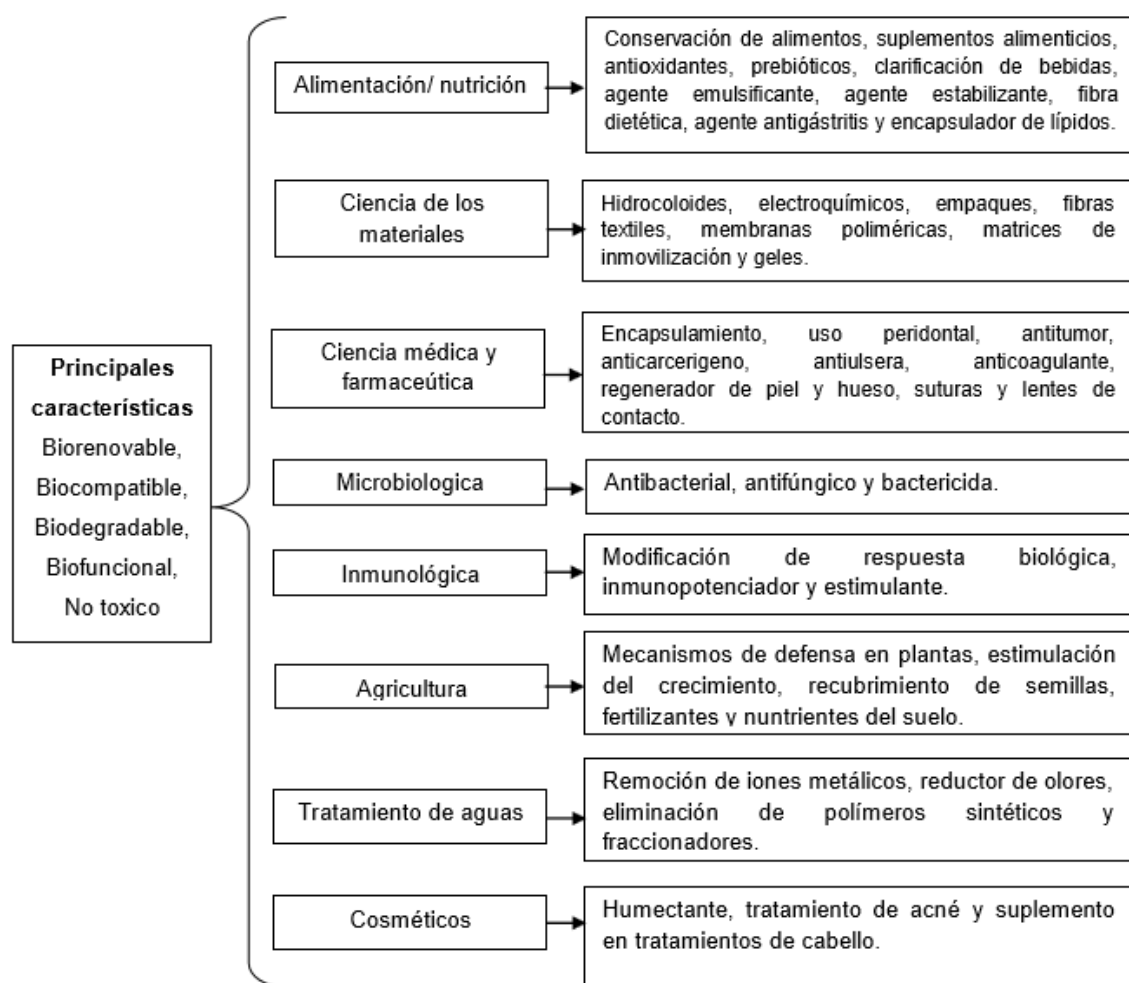 Principales
características
Biorenovable,
Biocompatible,
Biodegradable,
Biofuncional,
No toxico
Alimentación/ nutrición
Conservación de alimentos, suplementos alimenticios,
antioxidantes, prebióticos, clarificación de bebidas,
agente emulsificante, agente estabilizante, fibra
dietética, agente antigástritis y encapsulador de lípidos.
Ciencia de los
materiales
Hidrocoloides, electroquímicos, empaques, fibras
textiles, membranas poliméricas, matrices de
inmovilización y geles.
Ciencia médica y
farmaceútica
Encapsulamiento, uso peridontal, antitumor,
anticarcerigeno, antiulsera, anticoagulante,
regenerador de piel y hueso, suturas y lentes de
contacto.
Microbiologica
Antibacterial, antifúngico y bactericida.
Inmunológica
Modificación de respuesta biológica,
inmunopotenciador y estimulante.
Agricultura
Mecanismos de defensa en plantas, estimulación
del crecimiento, recubrimiento de semillas,
fertilizantes y nuntrientes del suelo.
Tratamiento de aguas
Remoción de iones metálicos, reductor de olores,
eliminación de polímeros sintéticos y
fraccionadores.
Cosméticos
Humectante, tratamiento de acné y suplemento
en tratamientos de cabello.